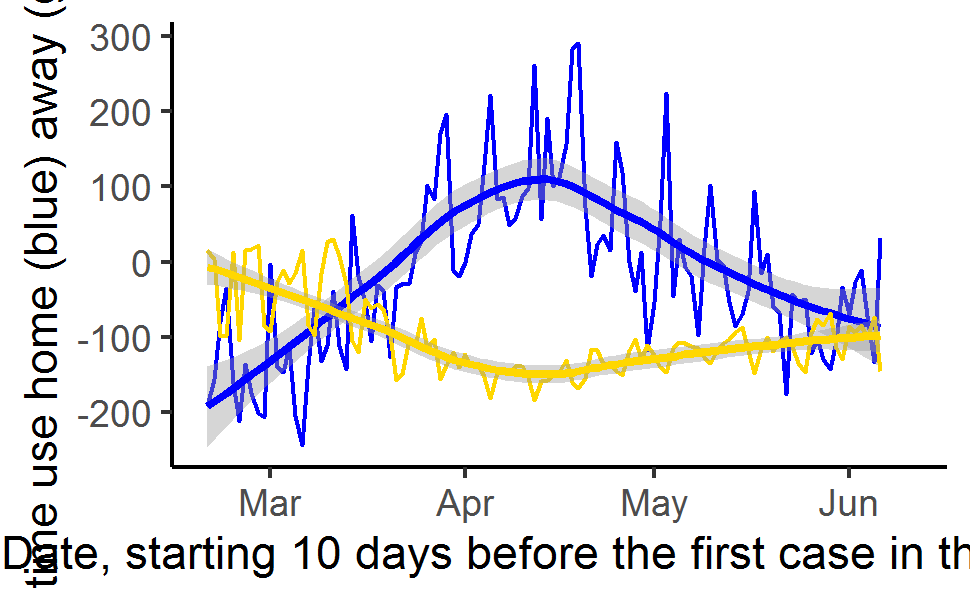 time use home (blue) away (
300
200
100
0
-100
-200
Mar Apr May Jun
Date, starting 10 days before the first case in th